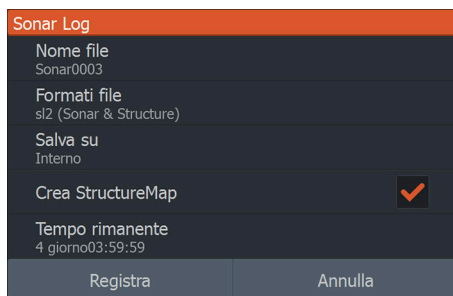 Sonar Log
Nome file
Sonar0003
Formati file
sl2 (Sonar & Structure)
Salva su
Interno
Crea StructureMap
Tempo rimanente
4 giorno03:59:59
Registra
Annulla